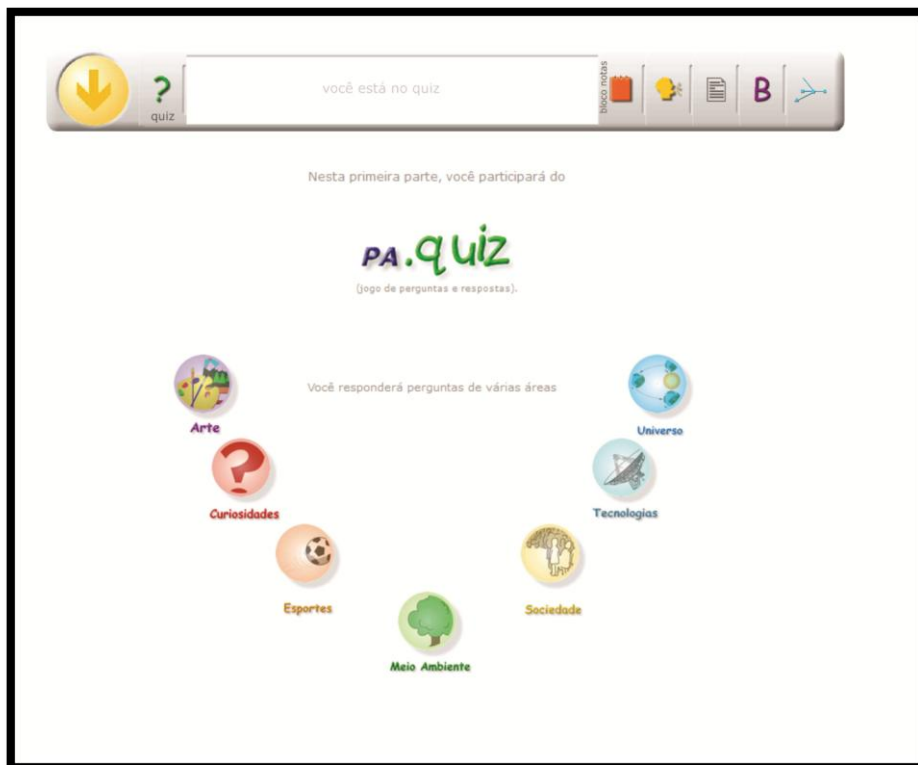 você está no quiz
bloco notas
B
quiz
Nesta primeira parte, você participará do
PA.quiz
(jogo de perguntas e respostas).
Você responderá perguntas de várias áreas
Arte
Universo
Curiosidades
Tecnologias
Esportes
Sociedade
Meio Ambiente